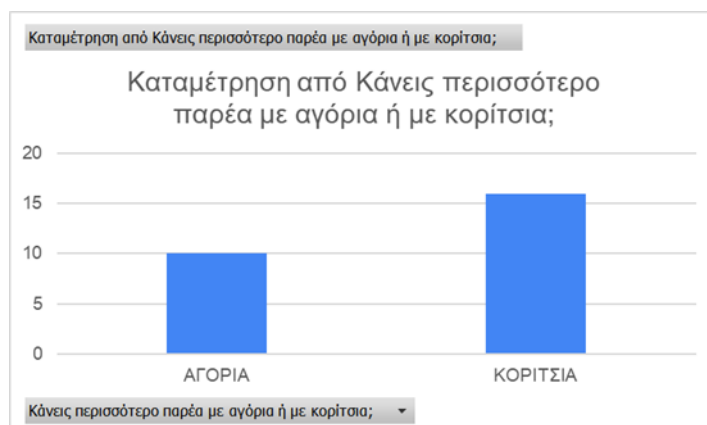 Καταμέτρηση από Κάνεις περισσότερο παρέα με αγόρια ή με κορίτσια;
Καταμέτρηση από Κάνεις περισσότερο
παρέα με αγόρια ή με κορίτσια;
20
15
10
5
0
ΑΓΟΡΙΑ
ΚΟΡΙΤΣΙΑ
Κάνεις περισσότερο παρέα με αγόρια ή με κορίτσια;